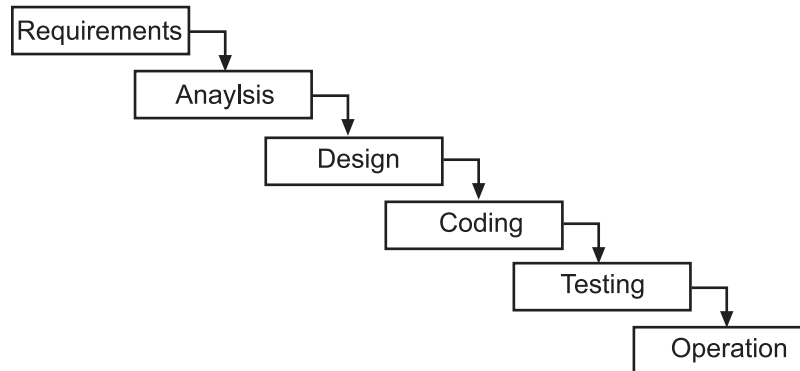 Requirements
Anaylsis
Design
Coding
Testing
Operation